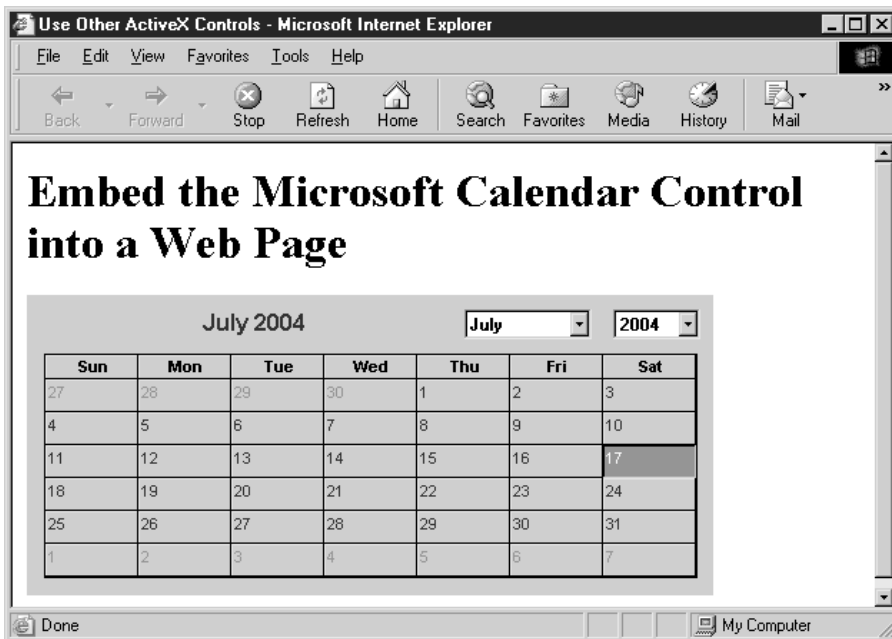 Use Other ActiveX Controls - Microsoft Internet Explorer
File Edit View Favorites Tools Help
Back Forward Stop Refresh Home Search Favorites Media History Mail »
Embed the Microsoft Calendar Control
into a Web Page
July 2004 July 2004
Sun Mon Tue Wed Thu Fri Sat
27 28 29 30 1 2 3
4 5 6 7 8 9 10
11 12 13 14 15 16 17
18 19 20 21 22 23 24
25 26 27 28 29 30 31
1 2 3 4 5 6 7
Done My Computer